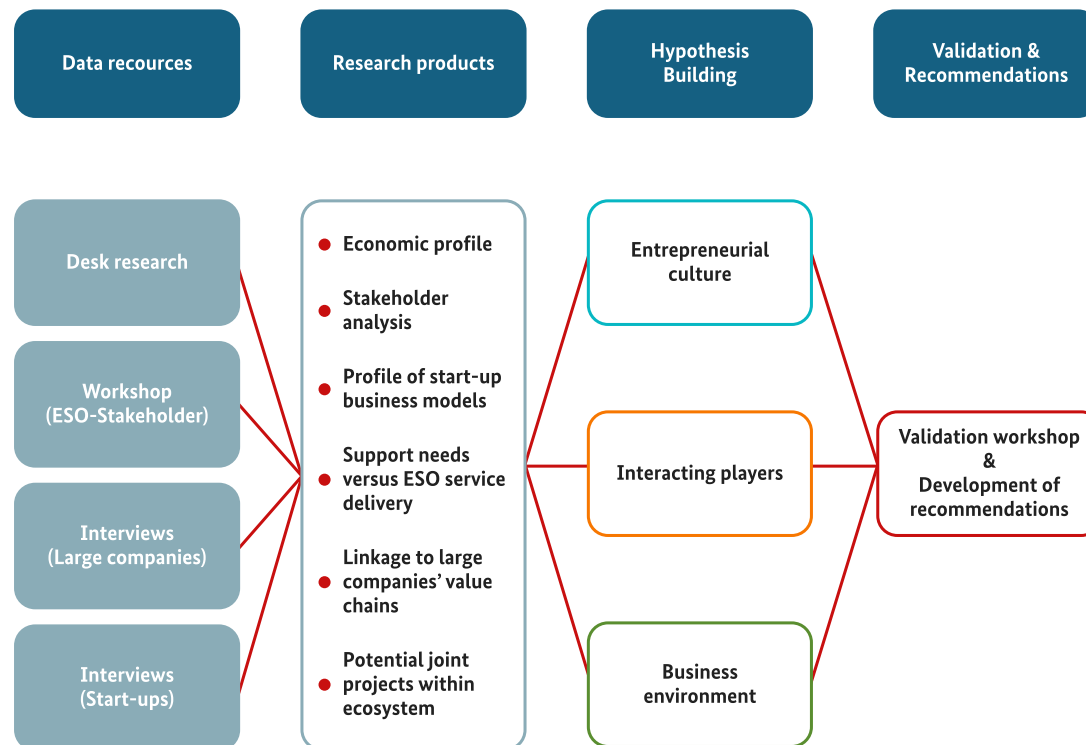 Data recources
Research products
Hypothesis
Building
Validation &
Recommendations
Desk research
Workshop
(ESO-Stakeholder)
Interviews
(Large companies)
Interviews
(Start-ups)
Economic profile
Stakeholder
analysis
Profile of start-up
business models
Support needs
versus ESO service
delivery
Linkage to large
companies’ value
chains
Potential joint
projects within
ecosystem
Entrepreneurial
culture
Interacting players
Business
environment
Validation workshop
&
Development of
recommendations